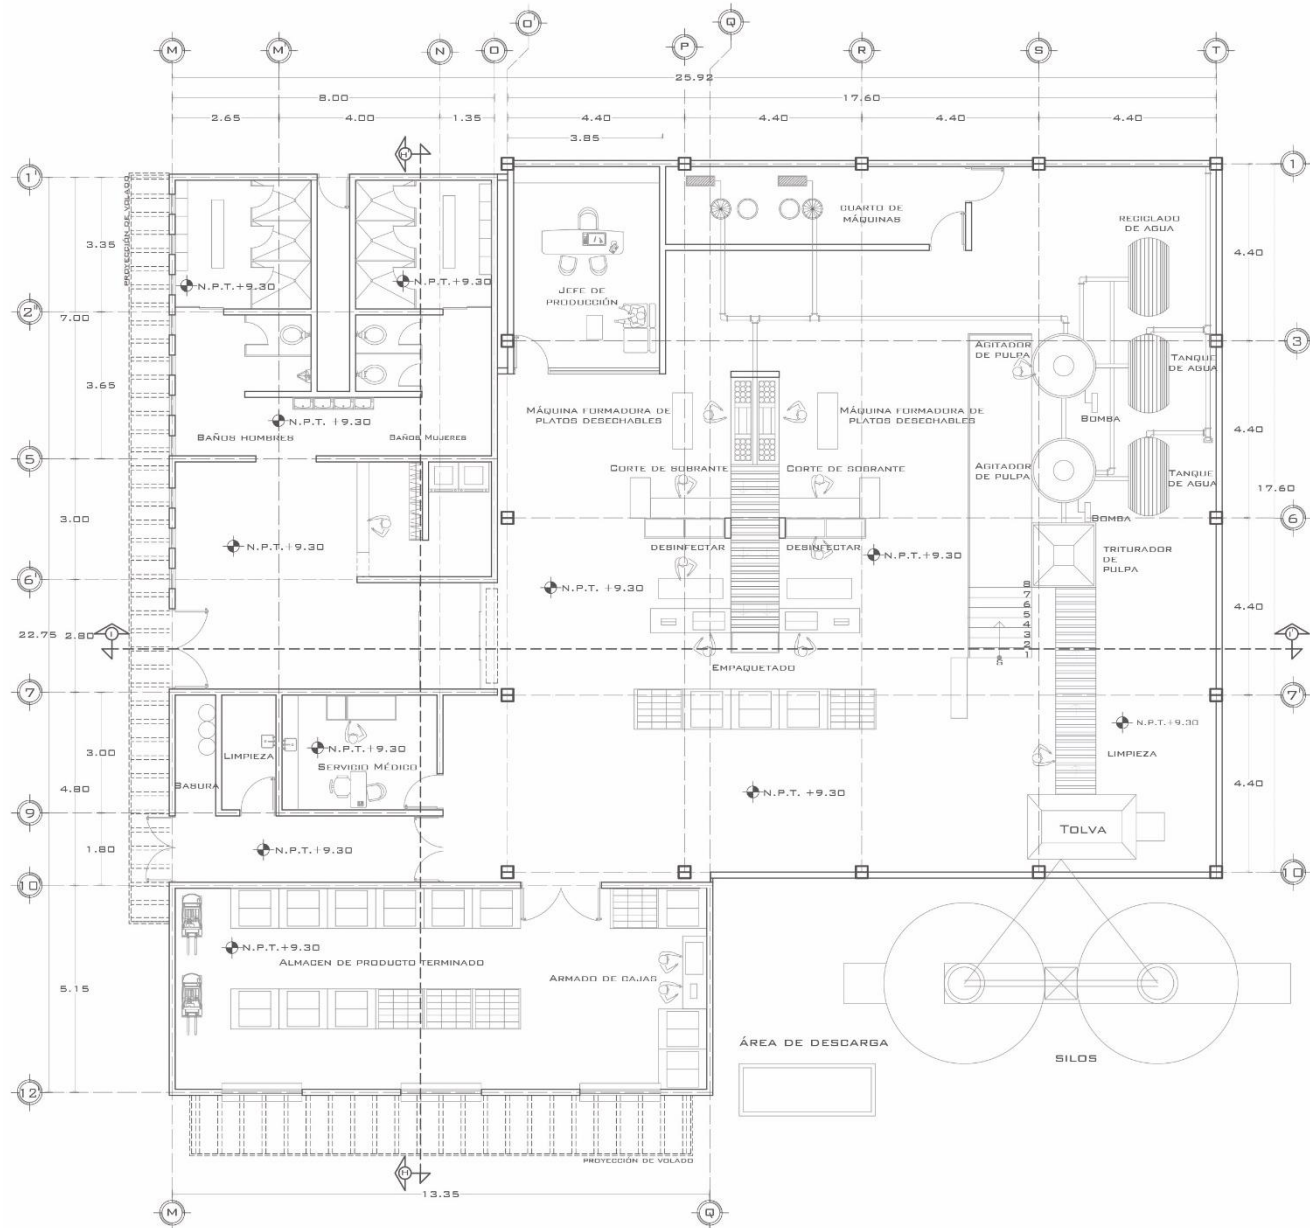 O'
Q
M
M'
N
O
P
R
S
T
25.92
8.00
17.60
2.65
4.00
1.35
4.40
4.40
4.40
4.40
3.85
H'
1'
1
PROYECCIÓN DE VOLADO
CUARTO DE
MÁQUINAS
RECICLADO
DE AGUA
3.35
4.40
N.P.T. +9.30
N.P.T. +9.30
JEFE DE
PRODUCCIÓN
2''
7.00
3
AGITADOR
DE PULPA
TANQUE
DE AGUA
3.65
MÁQUINA FORMADORA DE
PLATOS DESECHABLES
MÁQUINA FORMADORA DE
PLATOS DESECHABLES
BOMBA
N.P.T. +9.30
BAÑOS HOMBRES
BAÑOS MUJERES
4.40
5
CORTE DE SOBRANTE
CORTE DE SOBRANTE
AGITADOR
DE PULPA
TANQUE
DE AGUA
17.60
3.00
BOMBA
6
N.P.T.+9.30
DESINFECTAR
DESINFECTAR
N.P.T. +9.30
TRITURADOR
DE
PULPA
6'
N.P.T. +9.30
8
7
6
5
4
3
2
1
4.40
22.75
2.80
I
I'
EMPAQUETADO
7
7'
N.P.T. +9.30
3.00
LIMPIEZA
N.P.T. +9.30
SERVICIO MÉDICO
LIMPIEZA
BASURA
4.80
N.P.T. +9.30
4.40
9
TOLVA
1.80
N.P.T. +9.30
10
10
N.P.T. +9.30
ALMACEN DE PRODUCTO TERMINADO
ARMADO DE CAJAS
5.15
ÁREA DE DESCARGA
SILOS
12
PROYECCIÓN DE VOLADO
H
13.35
M
Q